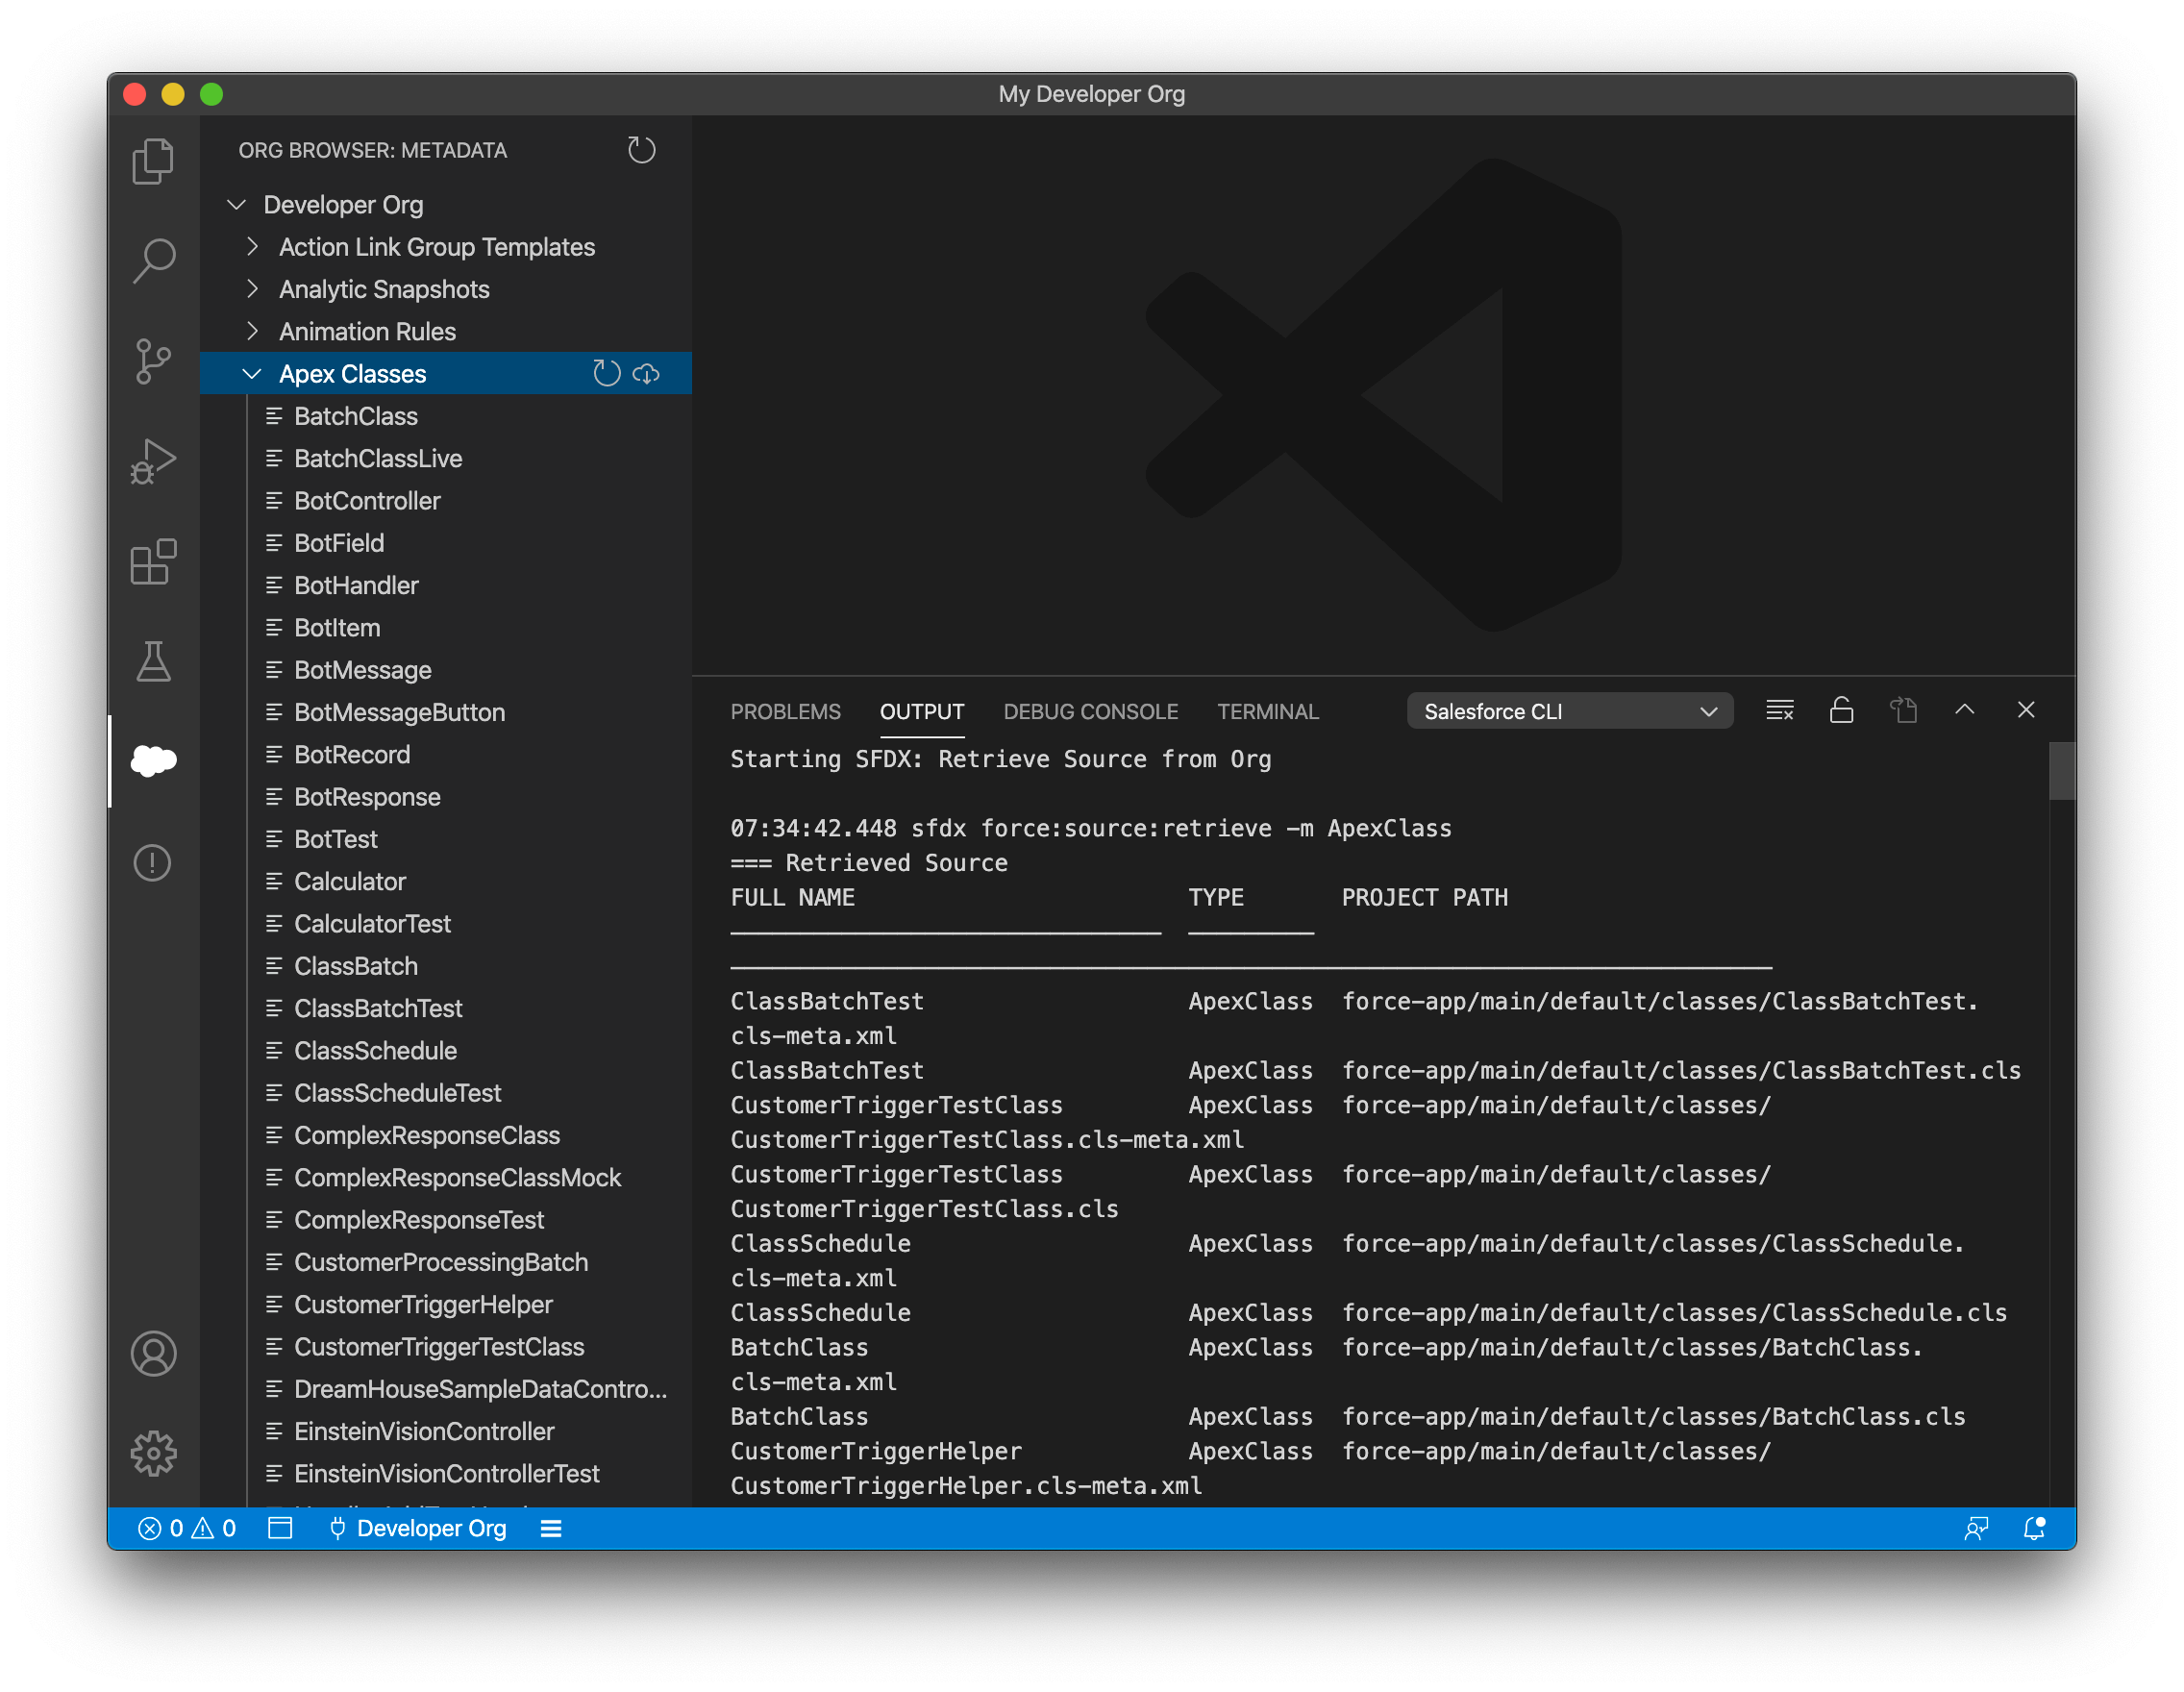 My Developer Org
ORG BROWSER: METADATA
Developer Org
Action Link Group Templates
Analytic Snapshots
Animation Rules
Apex Classes
BatchClass
BatchClassLive
BotController
BotField
BotHandler
BotItem
BotMessage
BotMessageButton
BotRecord
BotResponse
BotTest
Calculator
CalculatorTest
ClassBatch
ClassBatchTest
ClassSchedule
ClassScheduleTest
ComplexResponseClass
ComplexResponseClassMock
ComplexResponseTest
CustomerProcessingBatch
CustomerTriggerHelper
CustomerTriggerTestClass
DreamHouseSampleDataContro...
EinsteinVisionController
EinsteinVisionControllerTest
PROBLEMS OUTPUT DEBUG CONSOLE TERMINAL Salesforce CLI
Starting SFDX: Retrieve Source from Org
07:34:42.448 sfdx force:source:retrieve -m ApexClass
=== Retrieved Source
FULL NAME TYPE PROJECT PATH
ClassBatchTest ApexClass force-app/main/default/classes/ClassBatchTest.
cls-meta.xml
ClassBatchTest ApexClass force-app/main/default/classes/ClassBatchTest.cls
CustomerTriggerTestClass ApexClass force-app/main/default/classes/
CustomerTriggerTestClass.cls-meta.xml
CustomerTriggerTestClass ApexClass force-app/main/default/classes/
CustomerTriggerTestClass.cls
ClassSchedule ApexClass force-app/main/default/classes/ClassSchedule.
cls-meta.xml
ClassSchedule ApexClass force-app/main/default/classes/ClassSchedule.cls
BatchClass ApexClass force-app/main/default/classes/BatchClass.
cls-meta.xml
BatchClass ApexClass force-app/main/default/classes/BatchClass.cls
CustomerTriggerHelper ApexClass force-app/main/default/classes/
CustomerTriggerHelper.cls-meta.xml
0 0 Developer Org